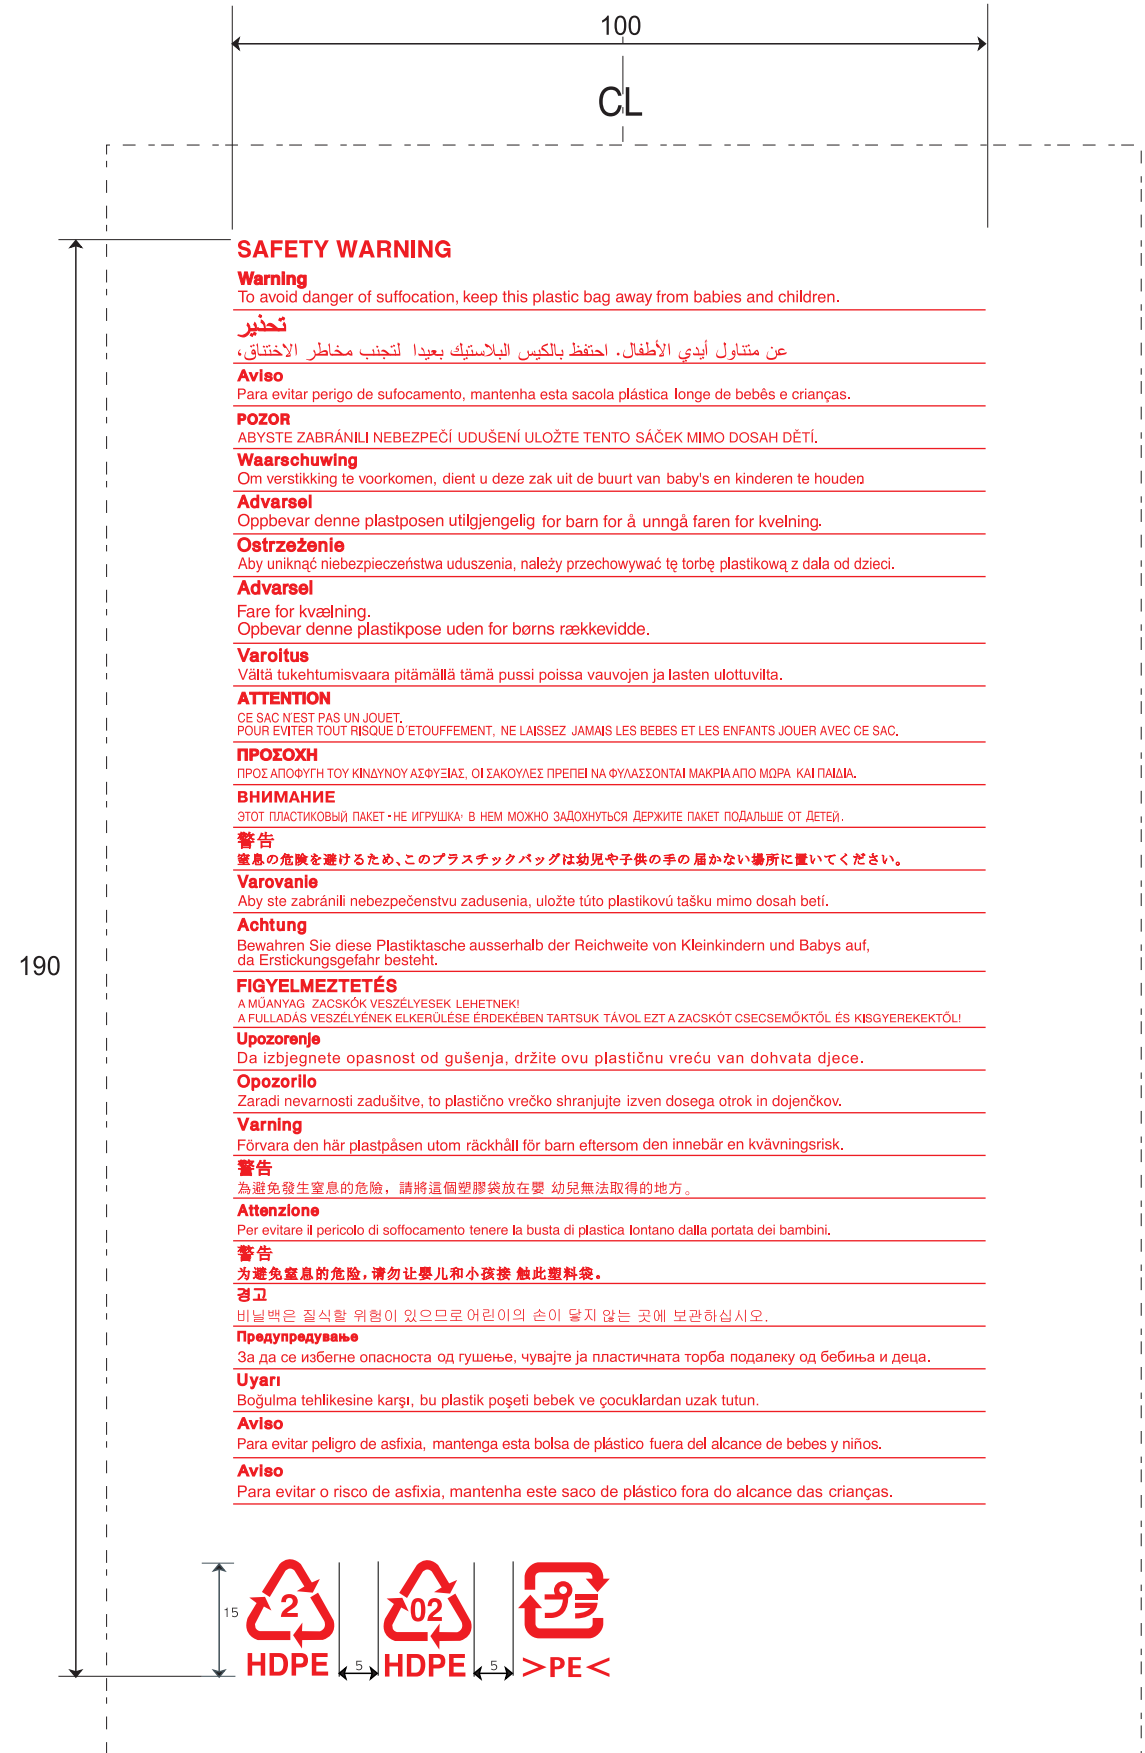 100
CL
SAFETY WARNING
Warning
To avoid danger of suffocation, keep this plastic bag away from babies and children.
تحذير
عن متناول أيدي الأطفال. احتفظ بالكيس البلاستيك بعيدا لتجنب مخاطر الاختناق،
Aviso
Para evitar perigo de sufocamento, mantenha esta sacola plástica longe de bebês e crianças.
POZOR
ABYSTE ZABRÁNILI NEBEZPEČÍ UDUŠENÍ ULOŽTE TENTO SÁČEK MIMO DOSAH DĚTÍ.
Waarschuwing
Om verstikking te voorkomen, dient u deze zak uit de buurt van baby's en kinderen te houden
Advarsel
Oppbevar denne plastposen utilgjengelig for barn for å unngå faren for kvelning.
Ostrzeżenie
Aby uniknąć niebezpieczeństwa uduszenia, należy przechowywać tę torbę plastikową z dala od dzieci.
Advarsel
Fare for kvælning.
Opbevar denne plastikpose uden for børns rækkevidde.
Varoitus
Vältä tukehtumisvaara pitämällä tämä pussi poissa vauvojen ja lasten ulottuvilta.
ATTENTION
CE SAC N'EST PAS UN JOUET.
POUR EVITER TOUT RISQUE D'ETOUFFEMENT, NE LAISSEZ JAMAIS LES BEBES ET LES ENFANTS JOUER AVEC CE SAC.
ΠΡΟΣΟΧΗ
ΠΡΟΣ ΑΠΟΦΥΓΗ ΤΟΥ ΚΙΝΔΥΝΟΥ ΑΣΦΥΞΙΑΣ, ΟΙ ΣΑΚΟΥΛΕΣ ΠΡΕΠΕΙ ΝΑ ΦΥΛΑΣΣΟΝΤΑΙ ΜΑΚΡΙΑ ΑΠΟ ΜΩΡΑ ΚΑΙ ΠΑΙΔΙΑ.
ВНИМАНИЕ
ЭТОТ ПЛАСТИКОВЫЙ ПАКЕТ - НЕ ИГРУШКА· В НЕМ МОЖНО ЗАДОХНУТЬСЯ ДЕРЖИТЕ ПАКЕТ ПОДАЛЬШЕ ОТ ДЕТЕЙ.
警告
窒息の危険を避けるため、このプラスチックバッグは幼児や子供の手の届かない場所に置いてください。
Varovanie
Aby ste zabránili nebezpečenstvu zadusenia, uložte túto plastikovú tašku mimo dosah betí.
Achtung
Bewahren Sie diese Plastiktasche ausserhalb der Reichweite von Kleinkindern und Babys auf,
da Erstickungsgefahr besteht.
190
FIGYELMEZTETÉS
A MŰANYAG ZACSKÓK VESZÉLYESEK LEHETNEK!
A FULLADÁS VESZÉLYÉNEK ELKERÜLÉSE ÉRDEKÉBEN TARTSUK TÁVOL EZT A ZACSKÓT CSECSEMŐKTŐL ÉS KISGYEREKEKTŐL!
Upozorenje
Da izbjegnete opasnost od gušenja, držite ovu plastičnu vreću van dohvata djece.
Opozorilo
Zaradi nevarnosti zadušitve, to plastično vrečko shranjujte izven dosega otrok in dojenčkov.
Varning
Förvara den här plastpåsen utom räckhåll för barn eftersom den innebär en kvävningsrisk.
警告
為避免發生窒息的危險，請將這個塑膠袋放在嬰 幼兒無法取得的地方。
Attenzione
Per evitare il pericolo di soffocamento tenere la busta di plastica lontano dalla portata dei bambini.
警告
为避免窒息的危险，请勿让婴儿和小孩接 触此塑料袋。
경고
비닐백은 질식할 위험이 있으므로 어린이의 손이 닿지 않는 곳에 보관하십시오.
Предупредување
За да се избегне опасноста од гушење, чувајте ја пластичната торба подалеку од бебиња и деца.
Uyarı
Boğulma tehlikesine karşı, bu plastik poşeti bebek ve çocuklardan uzak tutun.
Aviso
Para evitar peligro de asfixia, mantenga esta bolsa de plástico fuera del alcance de bebes y niños.
Aviso
Para evitar o risco de asfixia, mantenha este saco de plástico fora do alcance das crianças.
15
2
02
プラ
HDPE
5
HDPE
5
>PE<